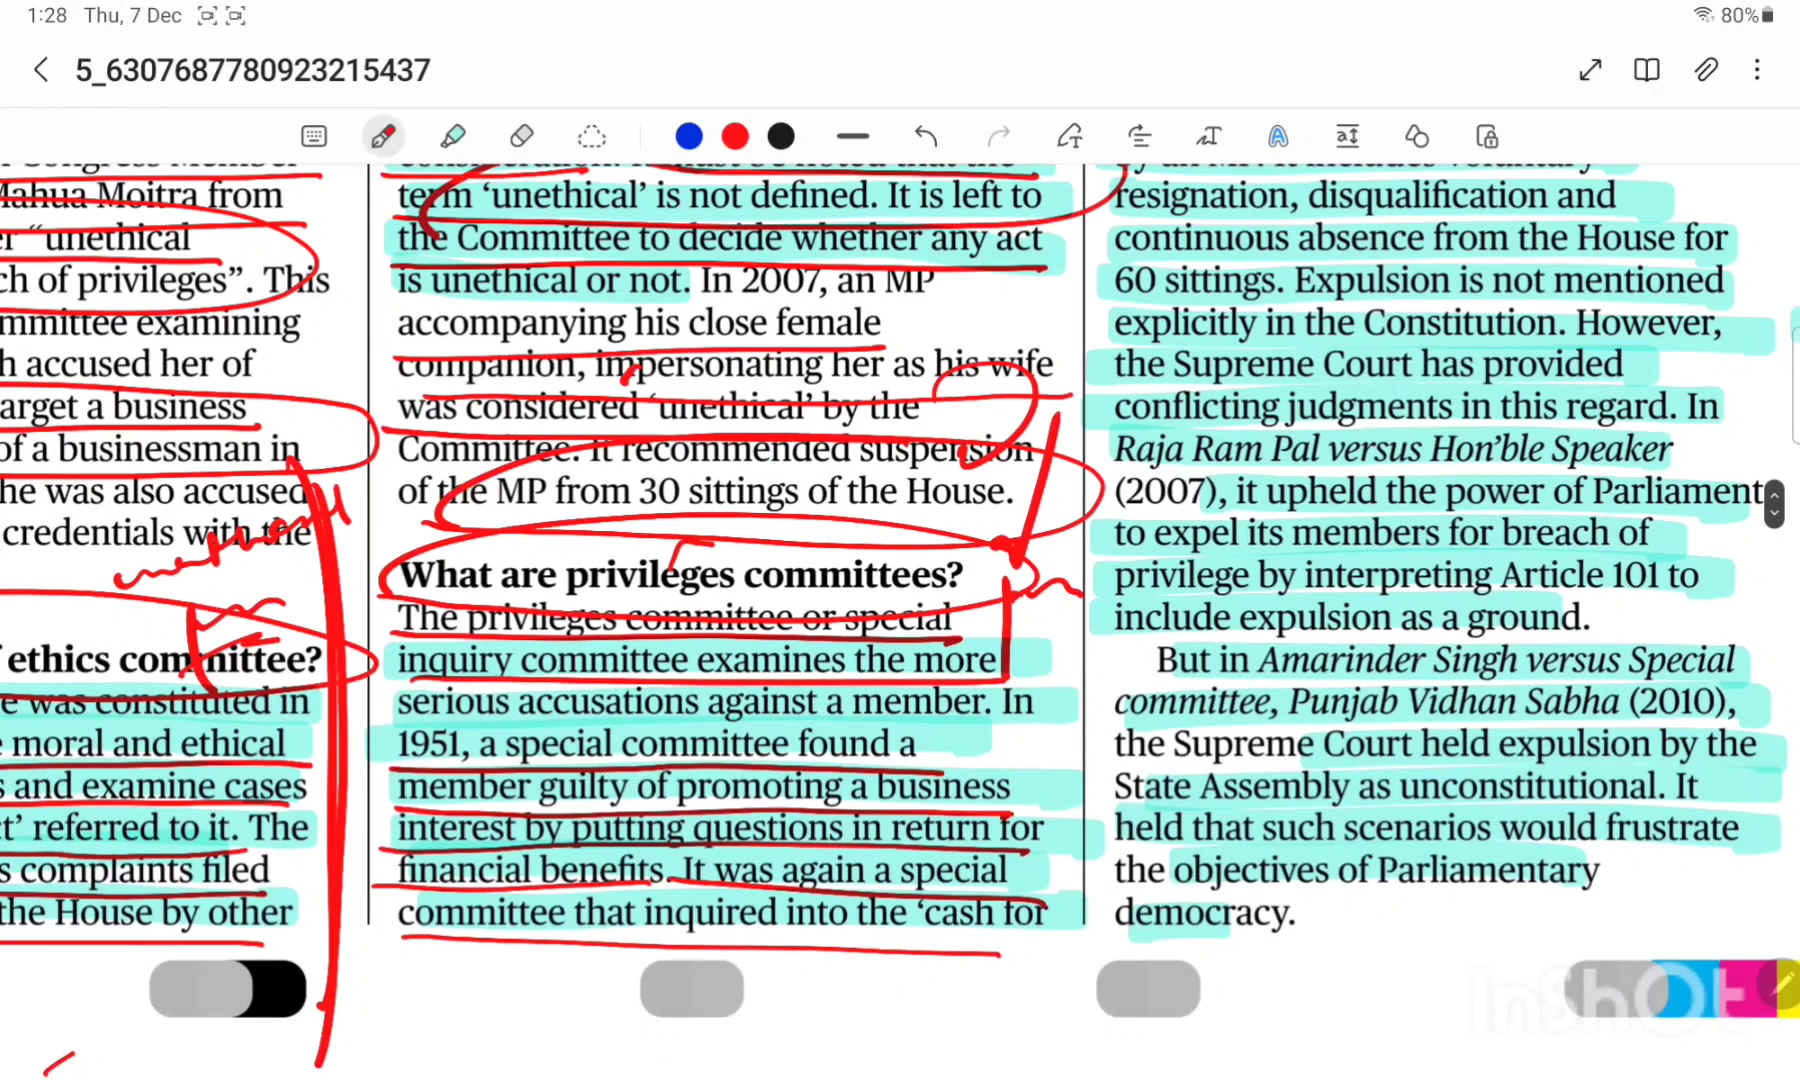 1:28 Thu, 7 Dec
80%
5_6307687780923215437
Mahua Moitra from
"unethical
ch of privileges". This
mmittee examining
h accused her of
arget a business
of a businessman in
he was also accused
credentials with the
ethics committee?
e was constituted in
moral and ethical
s and examine cases
t' referred to it. The
s complaints filed
the House by other
term 'unethical' is not defined. It is left to
the Committee to decide whether any act
is unethical or not. In 2007, an MP
accompanying his close female
companion, impersonating her as his wife
was considered 'unethical' by the
Committee. It recommended suspension
of the MP from 30 sittings of the House.
What are privileges committees?
The privileges committee or special
inquiry committee examines the more
serious accusations against a member. In
1951, a special committee found a
member guilty of promoting a business
interest by putting questions in return for
financial benefits. It was again a special
committee that inquired into the 'cash for
resignation, disqualification and
continuous absence from the House for
60 sittings. Expulsion is not mentioned
explicitly in the Constitution. However,
the Supreme Court has provided
conflicting judgments in this regard. In
Raja Ram Pal versus Hon'ble Speaker
(2007), it upheld the power of Parliament
to expel its members for breach of
privilege by interpreting Article 101 to
include expulsion as a ground.
But in Amarinder Singh versus Special
committee, Punjab Vidhan Sabha (2010),
the Supreme Court held expulsion by the
State Assembly as unconstitutional. It
held that such scenarios would frustrate
the objectives of Parliamentary
democracy.
InShOt